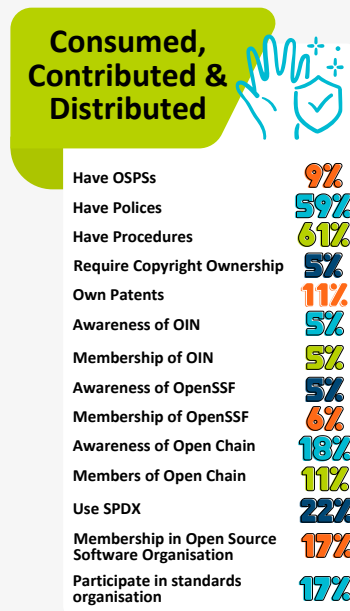 Consumed,
Contributed &
Distributed
Have OSPSs 9%
Have Polices 59%
Have Procedures 61%
Require Copyright Ownership 5%
Own Patents 11%
Awareness of OIN 5%
Membership of OIN 5%
Awareness of OpenSSF 5%
Membership of OpenSSF 6%
Awareness of Open Chain 18%
Members of Open Chain 11%
Use SPDX 22%
Membership in Open Source
Software Organisation 17%
Participate in standards
organisation 17%